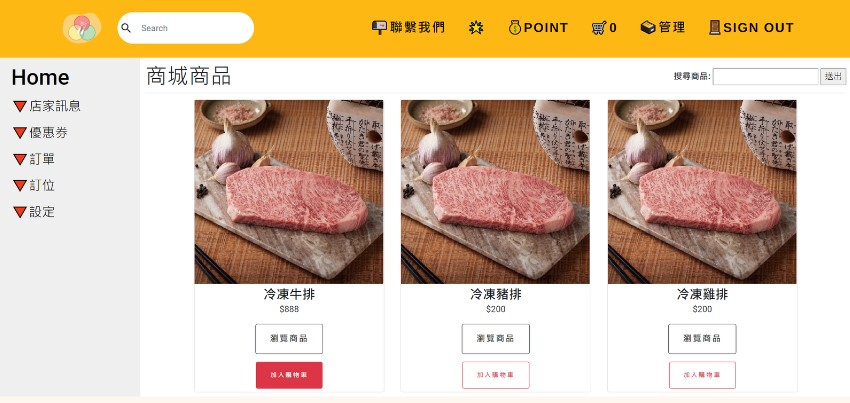 Search
聯繫我們
POINT
0
管理
SIGN OUT
Home
店家訊息
優惠券
訂單
訂位
設定
商城商品
搜尋商品:
送出
冷凍牛排
$888
瀏覽商品
加入購物車
冷凍豬排
$200
瀏覽商品
加入購物車
冷凍雞排
$200
瀏覽商品
加入購物車